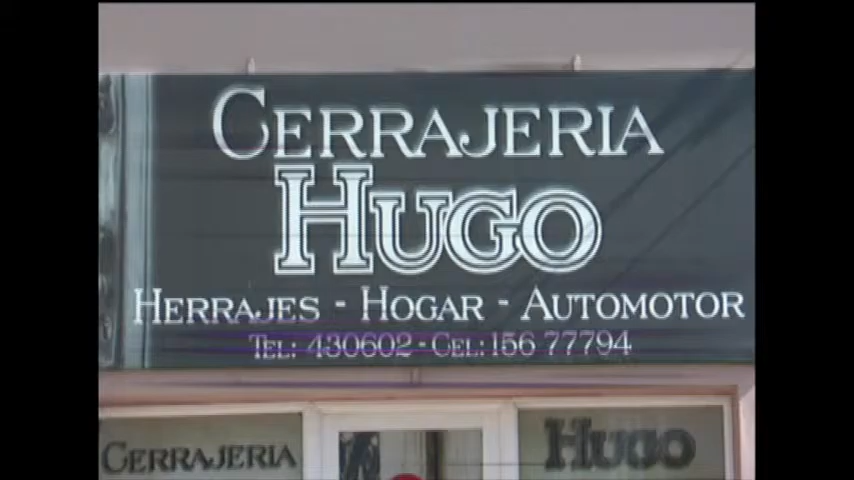 CERRAJERIA
HUGO
HERRAJES - HOGAR - AUTOMOTOR
TEL: 430602 - CEL: 156 77794
CERRAJERIA
HUGO